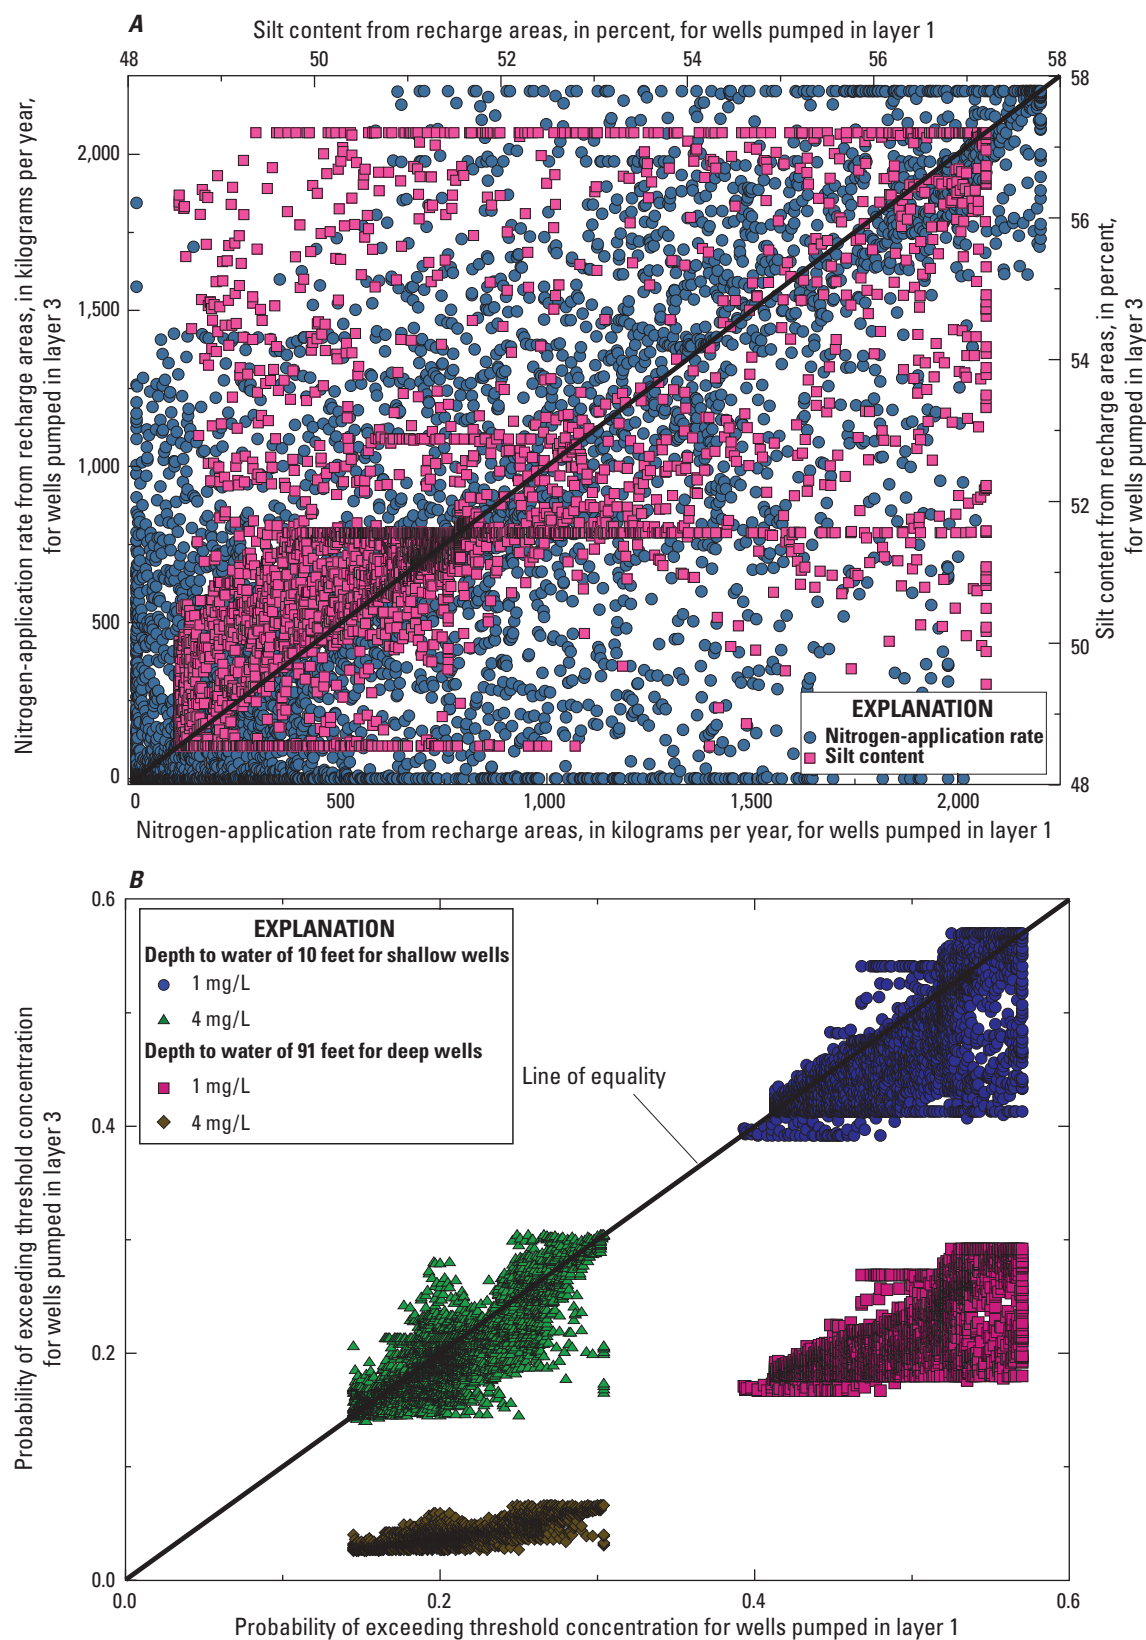 A
Silt content from recharge areas, in percent, for wells pumped in layer 1
48 50 52 54 56 58
Nitrogen-application rate from recharge areas, in kilograms per year,
for wells pumped in layer 3
2,000
1,500
1,000
500
0
58
56
54
52
50
48
Silt content from recharge areas, in percent,
for wells pumped in layer 3
EXPLANATION
Nitrogen-application rate
Silt content
0 500 1,000 1,500 2,000
Nitrogen-application rate from recharge areas, in kilograms per year, for wells pumped in layer 1
B
Probability of exceeding threshold concentration
for wells pumped in layer 3
0.6
0.4
0.2
0.0
EXPLANATION
Depth to water of 10 feet for shallow wells
1 mg/L
4 mg/L
Depth to water of 91 feet for deep wells
1 mg/L
4 mg/L
Line of equality
0.0 0.2 0.4 0.6
Probability of exceeding threshold concentration for wells pumped in layer 1